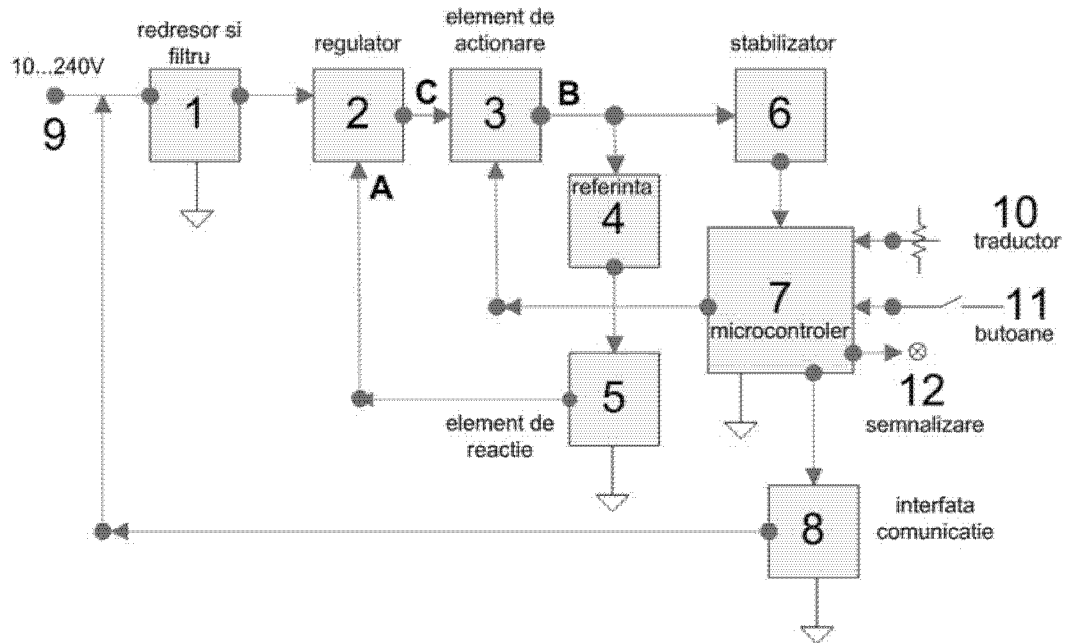 element de
actionare
redresor si
filtru
regulator
stabilizator
10...240V
1
2
C
3
B
6
9
A
referinta
4
10
traductor
7
microcontroler
11
butoane
5
12
semnalizare
element de
reactie
8
interfata
comunicatie